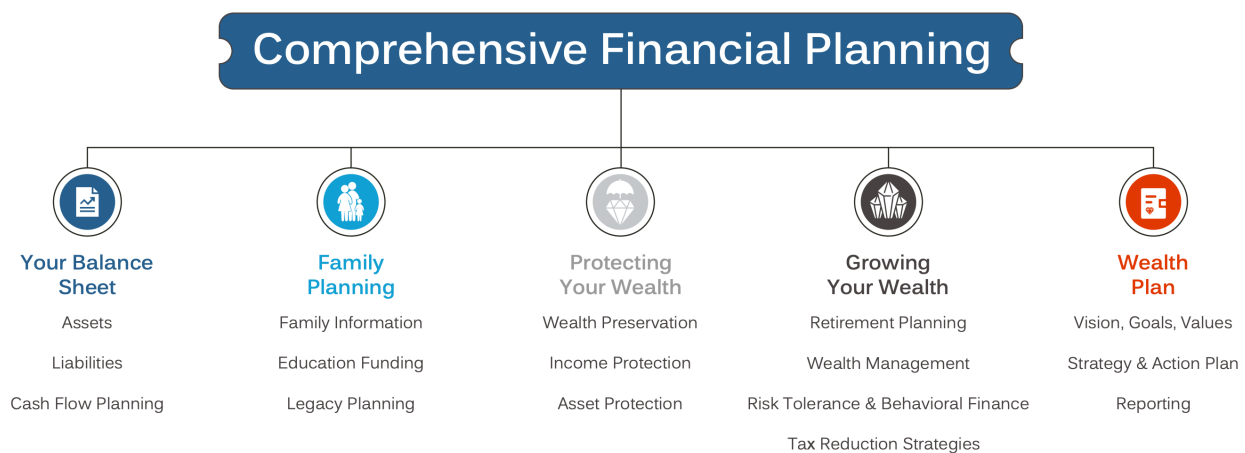 Comprehensive Financial Planning
Your Balance
Sheet
Assets
Liabilities
Cash Flow Planning
Family
Planning
Family Information
Education Funding
Legacy Planning
Protecting
Your Wealth
Wealth Preservation
Income Protection
Asset Protection
Growing
Your Wealth
Retirement Planning
Wealth Management
Risk Tolerance & Behavioral Finance
Tax Reduction Strategies
Wealth
Plan
Vision, Goals, Values
Strategy & Action Plan
Reporting